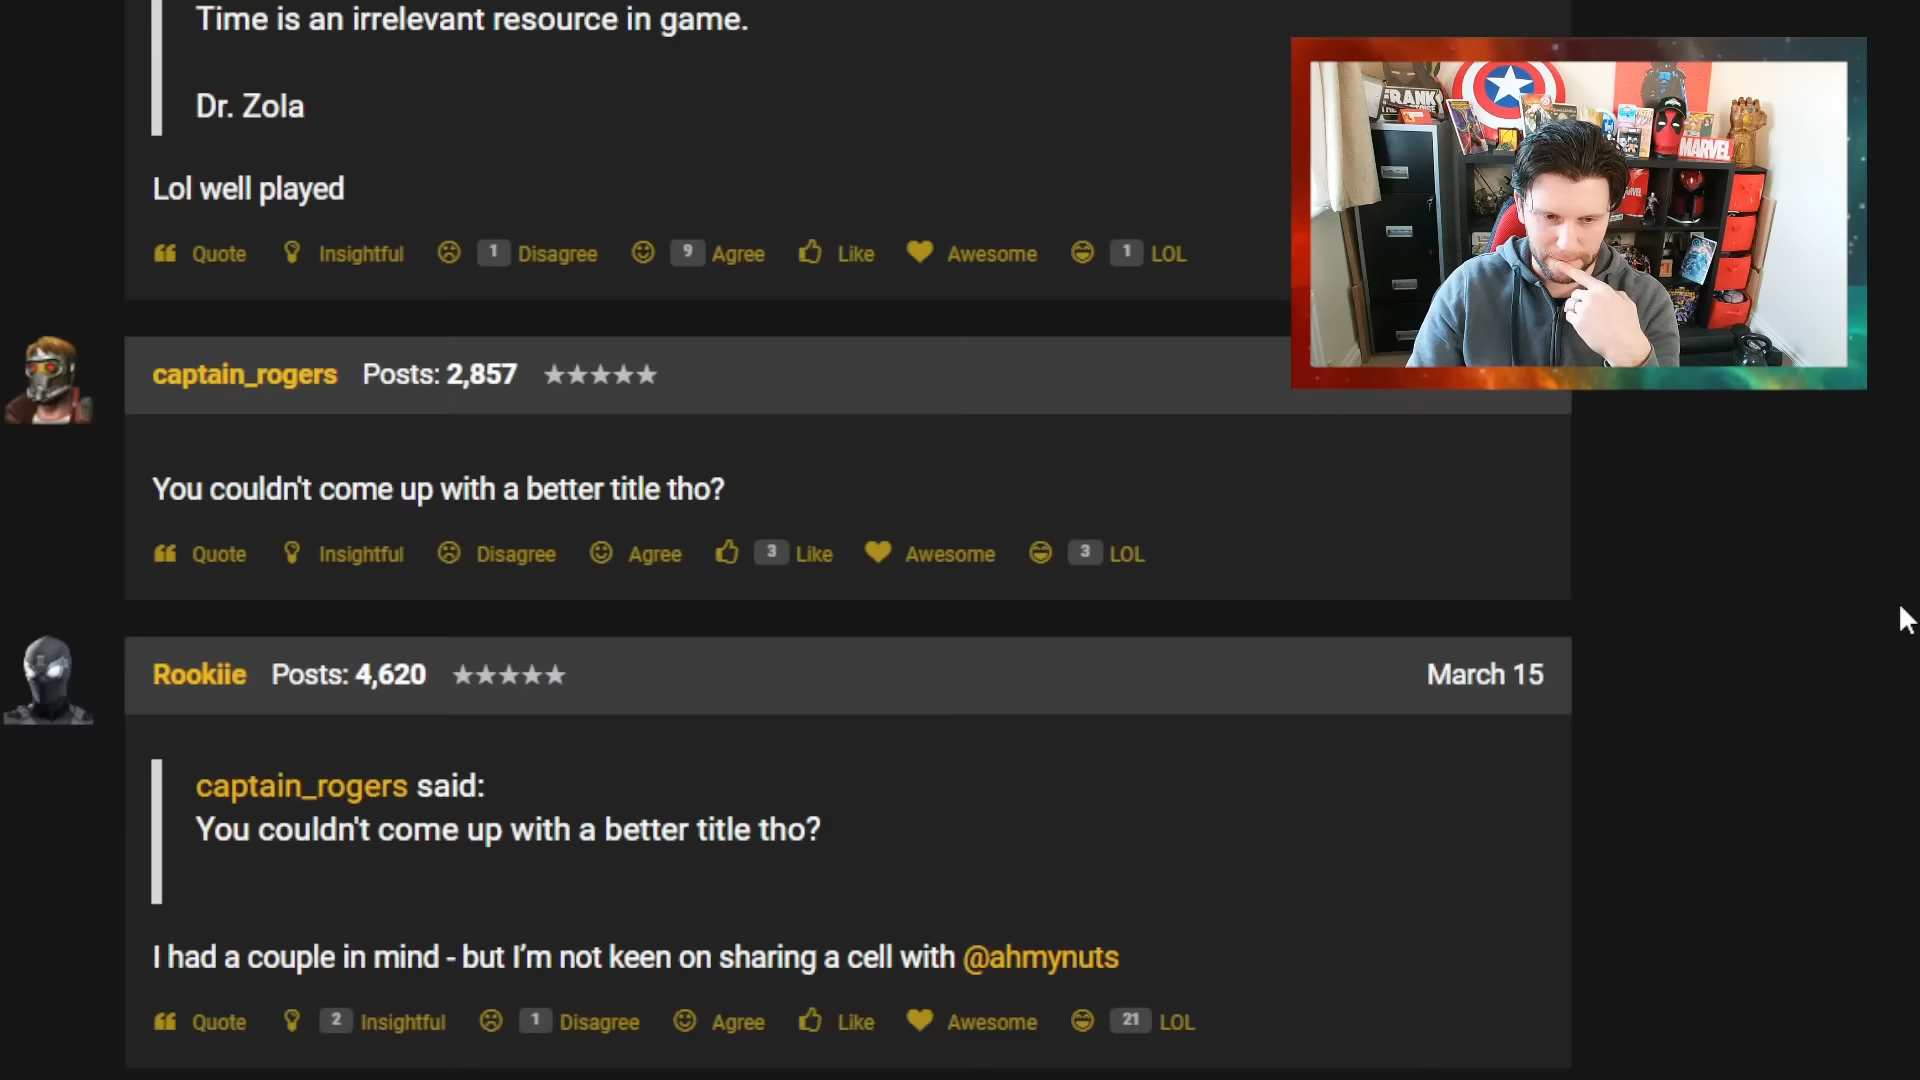 Time is an irrelevant resource in game.
Dr. Zola
Lol well played
Quote Insightful 1 Disagree 9 Agree Like Awesome 1 LOL
FRANK
MARVEL
captain_rogers Posts: 2,857 ★★★★★
You couldn't come up with a better title tho?
Quote Insightful Disagree Agree 3 Like Awesome 3 LOL
Rookiie Posts: 4,620 ★★★★★ March 15
captain_rogers said:
You couldn't come up with a better title tho?
I had a couple in mind - but I’m not keen on sharing a cell with @ahmynuts
Quote 2 Insightful 1 Disagree Agree Like Awesome 21 LOL